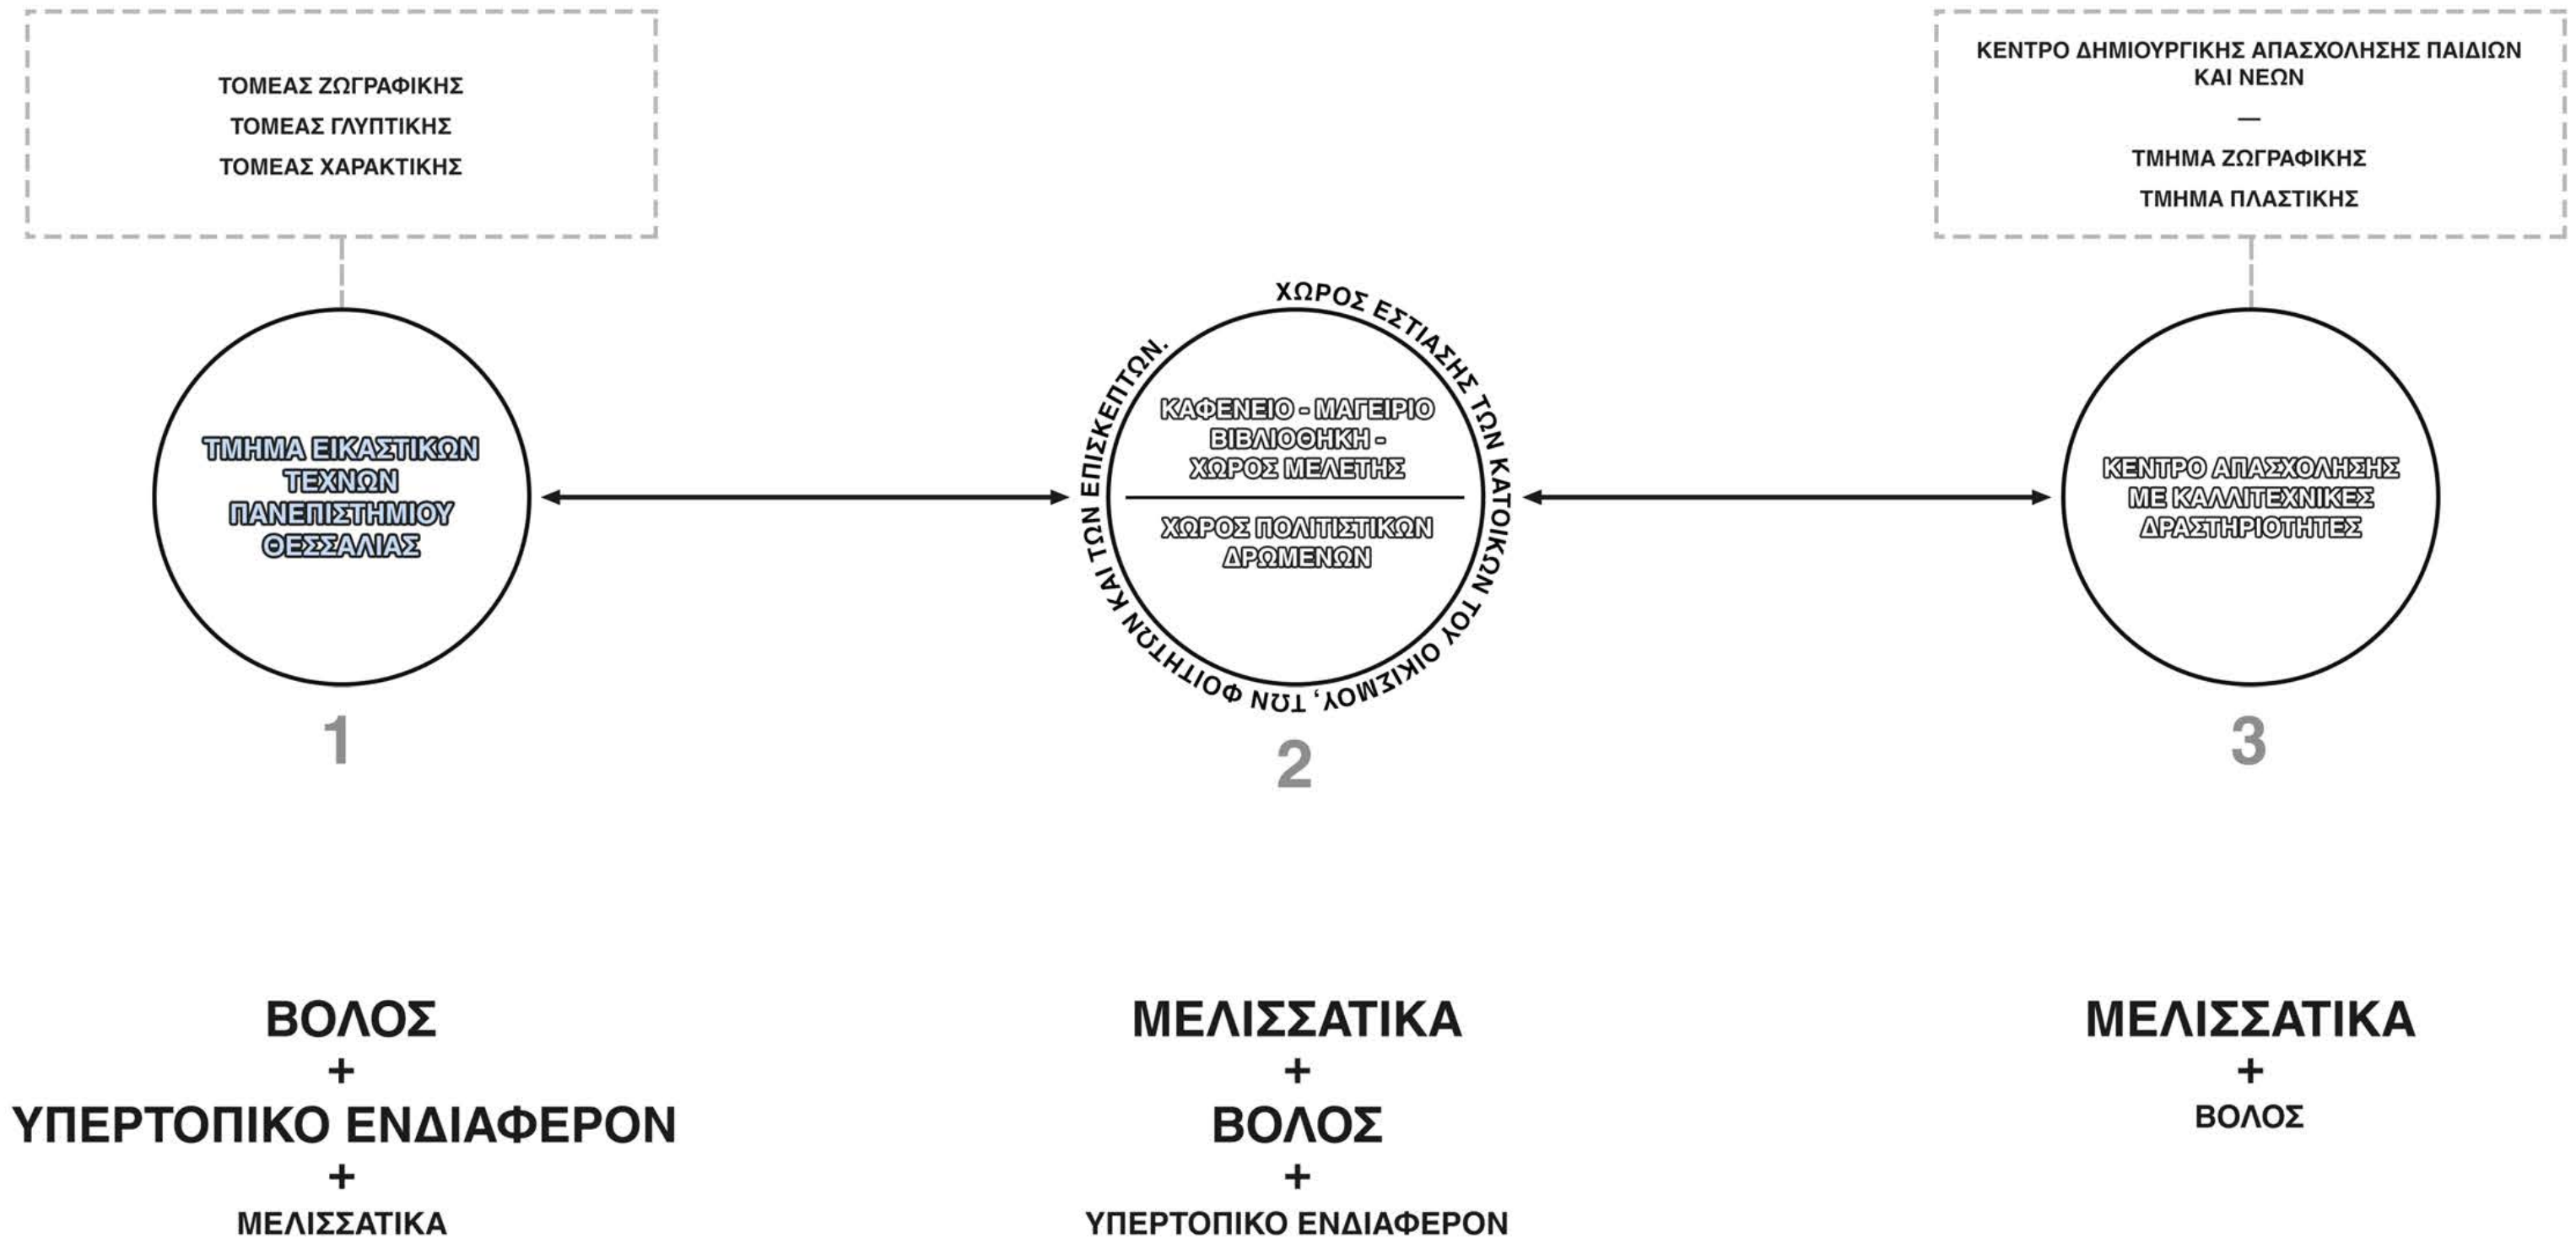 ΤΟΜΕΑΣ ΖΩΓΡΑΦΙΚΗΣ
ΤΟΜΕΑΣ ΓΛΥΠΤΙΚΗΣ
ΤΟΜΕΑΣ ΧΑΡΑΚΤΙΚΗΣ
ΚΕΝΤΡΟ ΔΗΜΙΟΥΡΓΙΚΗΣ ΑΠΑΣΧΟΛΗΣΗΣ ΠΑΙΔΙΩΝ
ΚΑΙ ΝΕΩΝ
—
ΤΜΗΜΑ ΖΩΓΡΑΦΙΚΗΣ
ΤΜΗΜΑ ΠΛΑΣΤΙΚΗΣ
ΤΜΗΜΑ ΕΙΚΑΣΤΙΚΩΝ
ΤΕΧΝΩΝ
ΠΑΝΕΠΙΣΤΗΜΙΟΥ
ΘΕΣΣΑΛΙΑΣ
1
ΧΩΡΟΣ ΕΣΤΙΑΣΗΣ ΤΩΝ ΚΑΤΟΙΚΩΝ ΤΟΥ ΟΙΚΙΣΜΟΥ, ΤΩΝ ΦΟΙΤΗΤΩΝ ΚΑΙ ΤΩΝ ΕΠΙΣΚΕΠΤΩΝ.
ΚΑΦΕΝΕΙΟ - ΜΑΓΕΙΡΙΟ
ΒΙΒΛΙΟΘΗΚΗ -
ΧΩΡΟΣ ΜΕΛΕΤΗΣ
ΧΩΡΟΣ ΠΟΛΙΤΙΣΤΙΚΩΝ
ΔΡΩΜΕΝΩΝ
2
ΚΕΝΤΡΟ ΑΠΑΣΧΟΛΗΣΗΣ
ΜΕ ΚΑΛΛΙΤΕΧΝΙΚΕΣ
ΔΡΑΣΤΗΡΙΟΤΗΤΕΣ
3
ΒΟΛΟΣ
+
ΥΠΕΡΤΟΠΙΚΟ ΕΝΔΙΑΦΕΡΟΝ
+
ΜΕΛΙΣΣΑΤΙΚΑ
ΜΕΛΙΣΣΑΤΙΚΑ
+
ΒΟΛΟΣ
+
ΥΠΕΡΤΟΠΙΚΟ ΕΝΔΙΑΦΕΡΟΝ
ΜΕΛΙΣΣΑΤΙΚΑ
+
ΒΟΛΟΣ